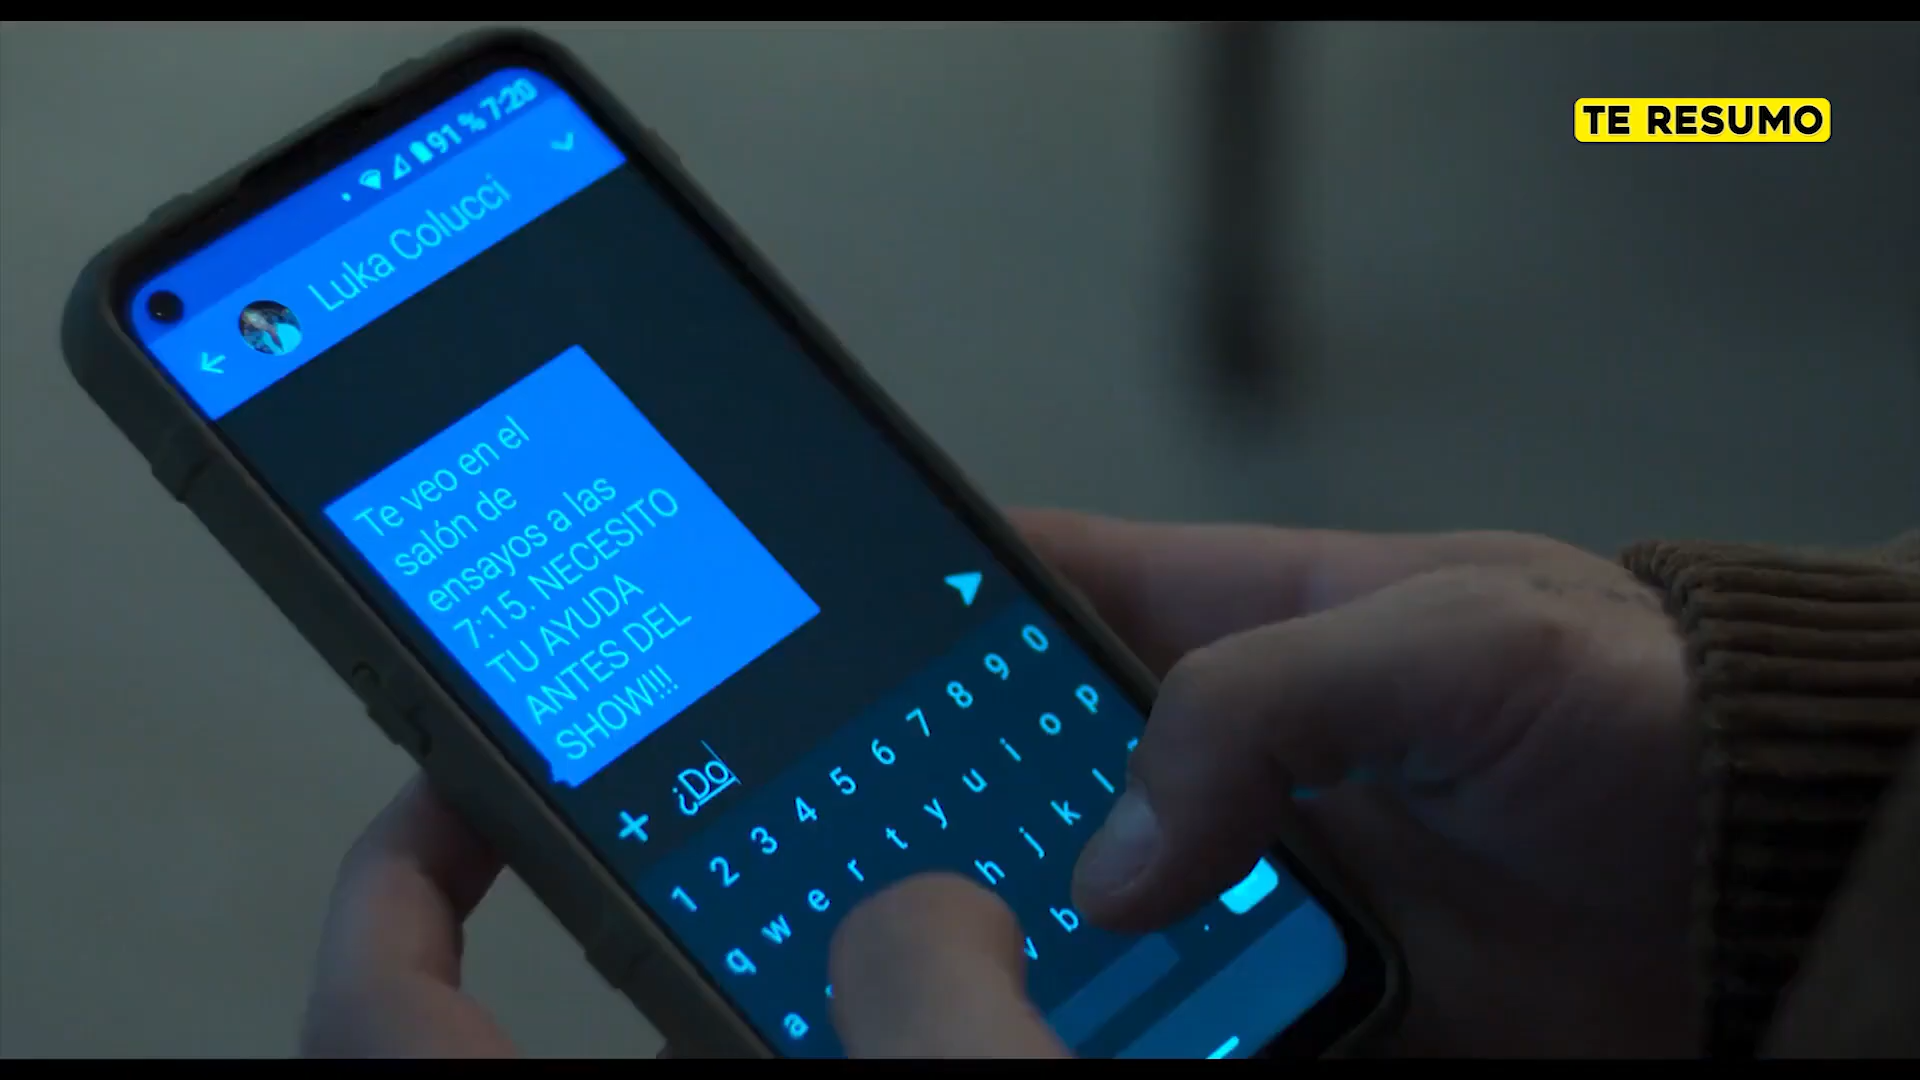 TE RESUMO
91 % 7:20
Luka Colucci
Te veo en el
salón de
ensayos a las
7:15. NECESITO
TU AYUDA
ANTES DEL
SHOW!!!
¿Do
1 2 3 4 5 6 7 8 9 0
q w e r t y u i o p
a h j k l
v b .